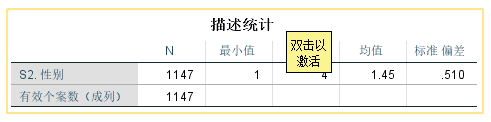 描述统计
N 最小值 均值 标准 偏差
双击以
激活
S2. 性别 1147 1 4 1.45 .510
有效个案数（成列） 1147